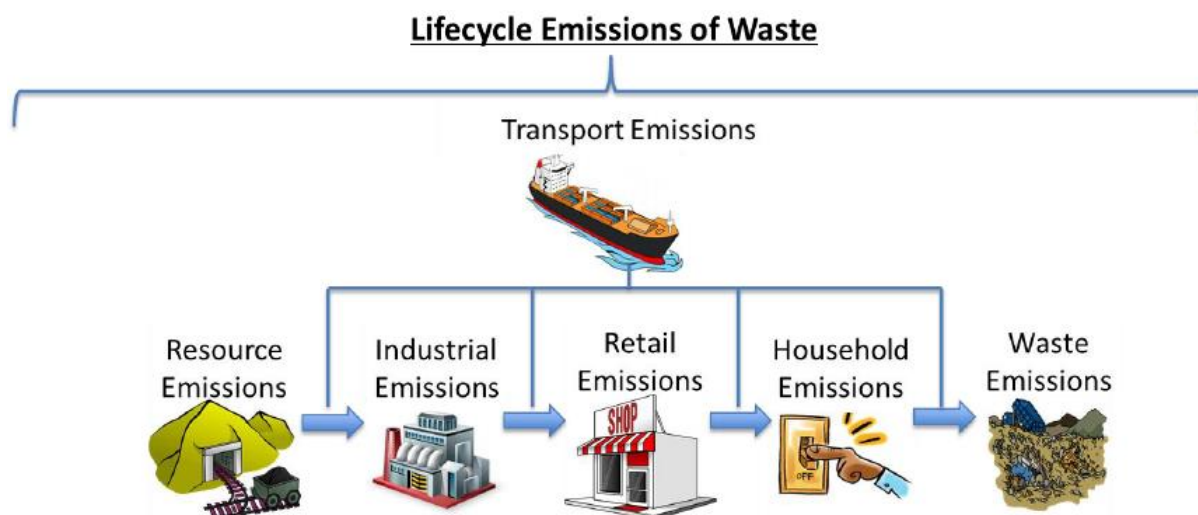 Lifecycle Emissions of Waste
Transport Emissions
Resource
Emissions
Industrial
Emissions
Retail
Emissions
Household
Emissions
Waste
Emissions
SHOP
OFF